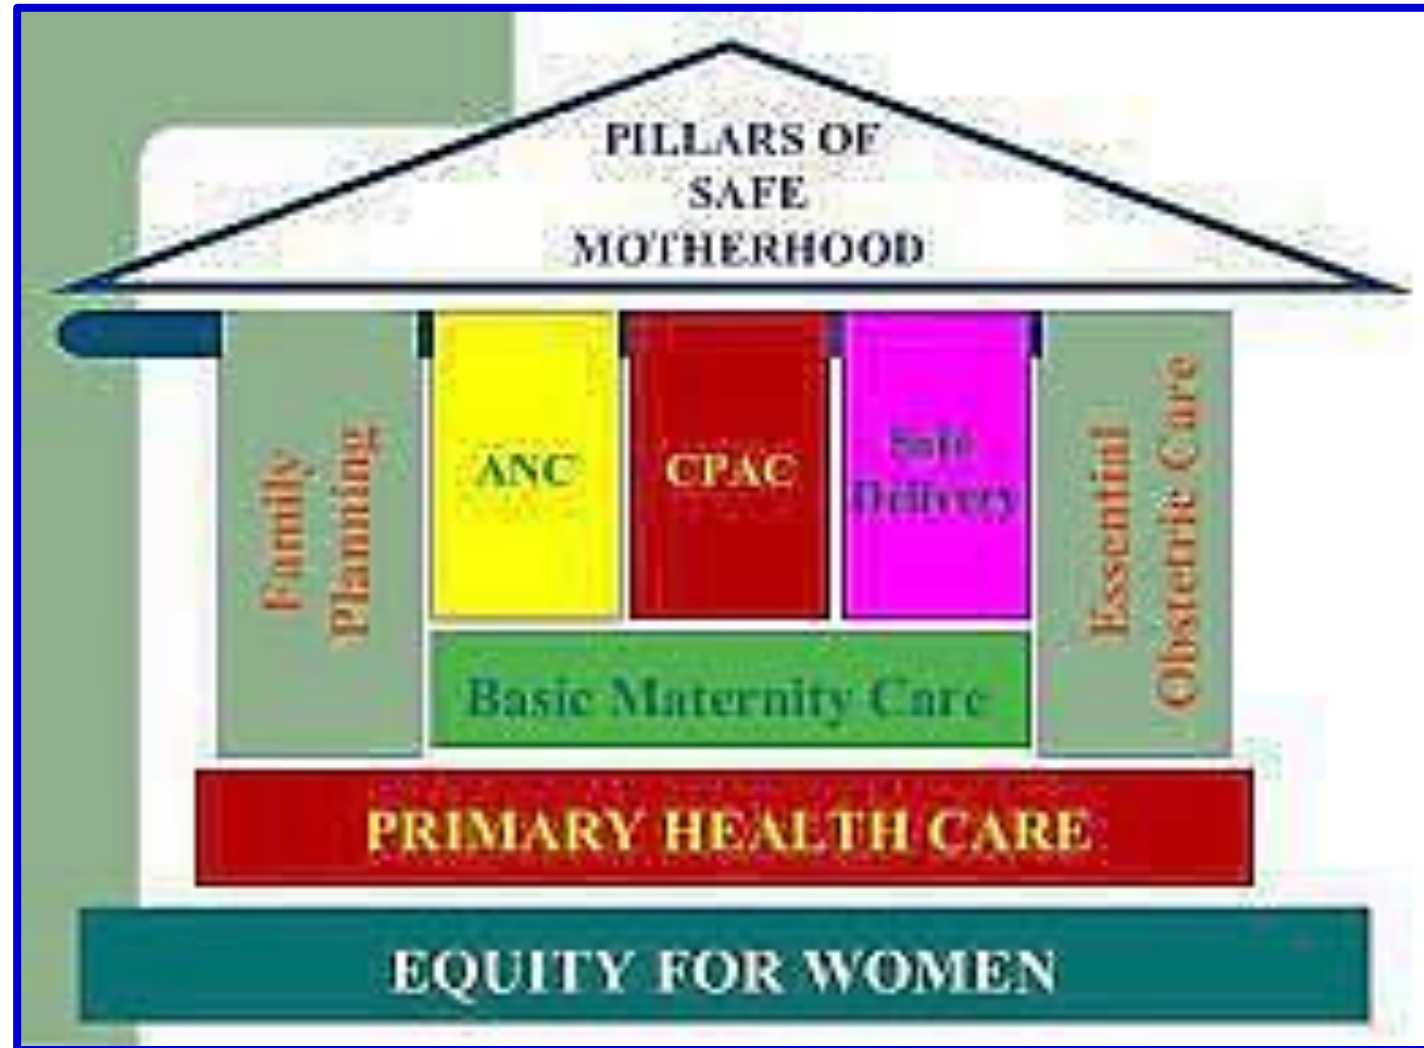 PILLARS OF
SAFE
MOTHERHOOD
Family
Planning
ANC
CPAC
Safe
Delivery
Essential
Obstetric Care
Basic Maternity Care
PRIMARY HEALTH CARE
EQUITY FOR WOMEN